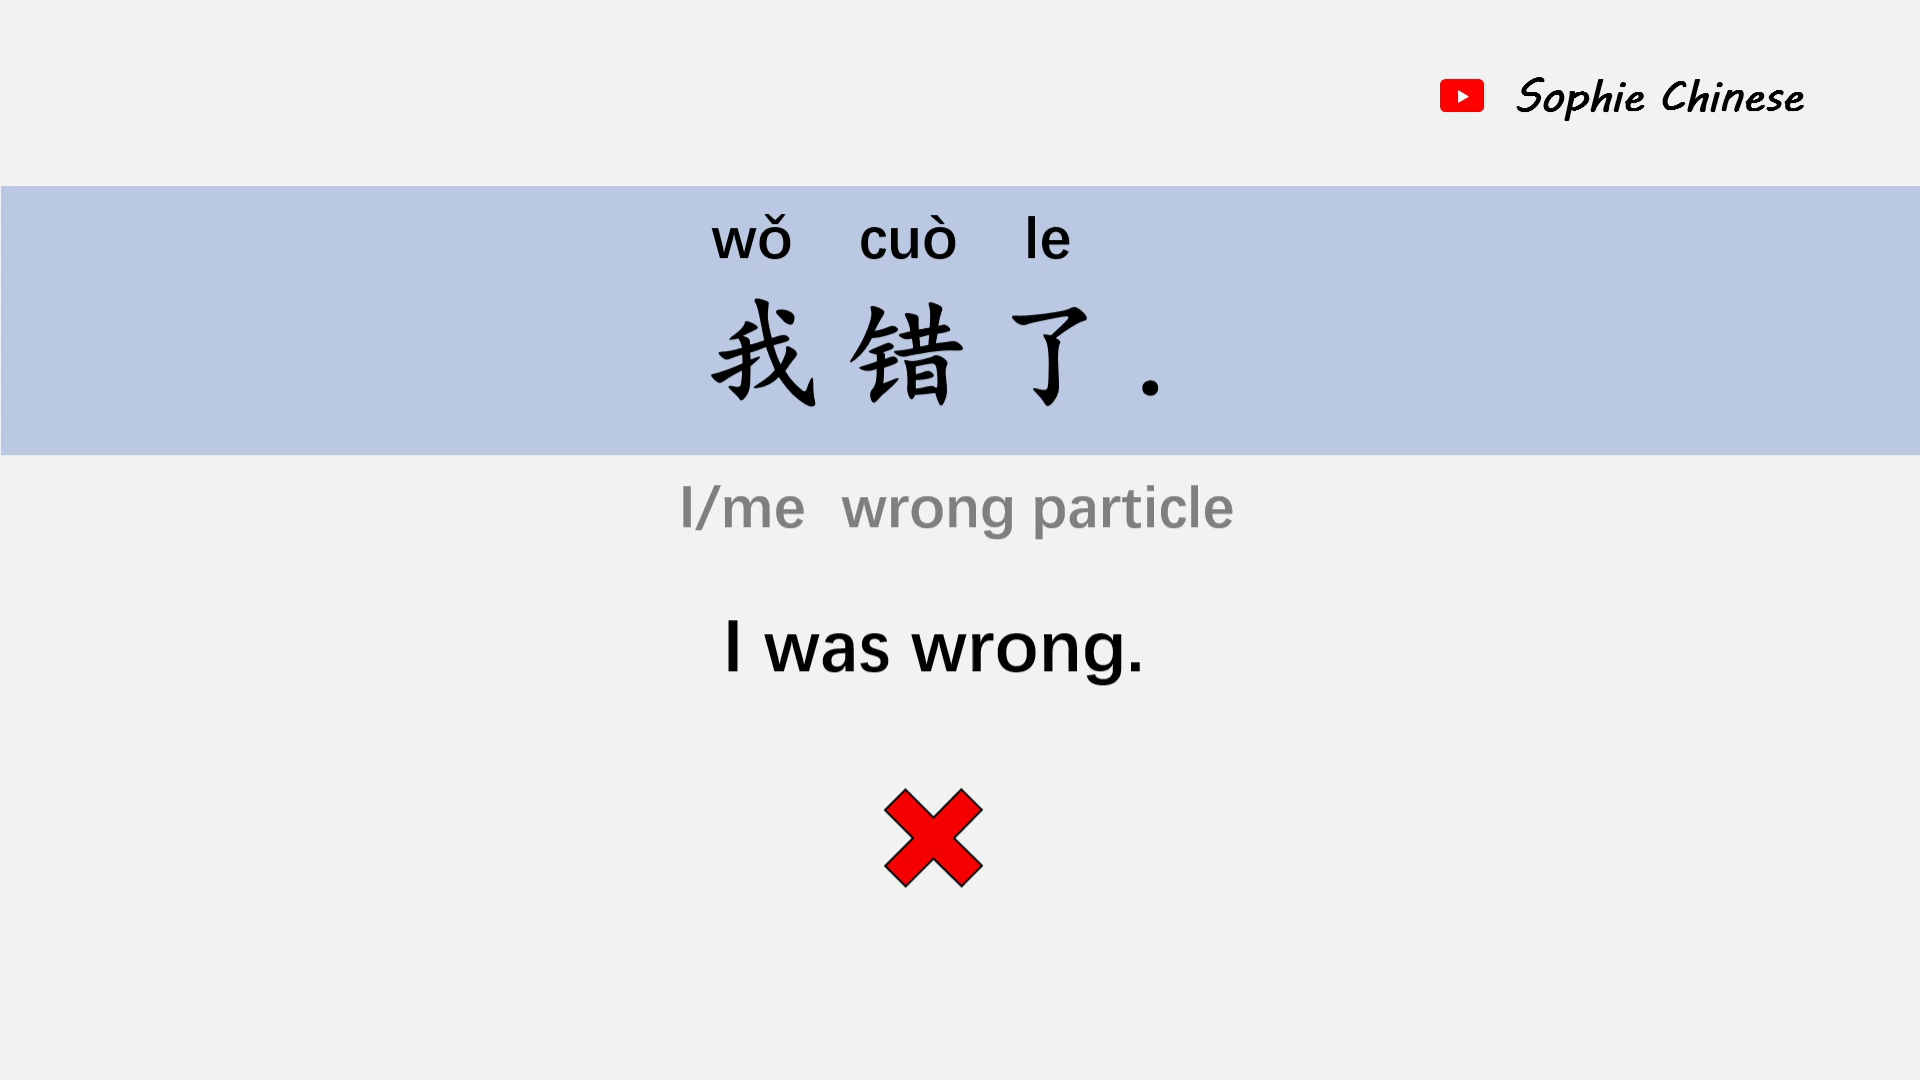 Sophie Chinese
wǒ cuò le
我错了.
I/me wrong particle
I was wrong.